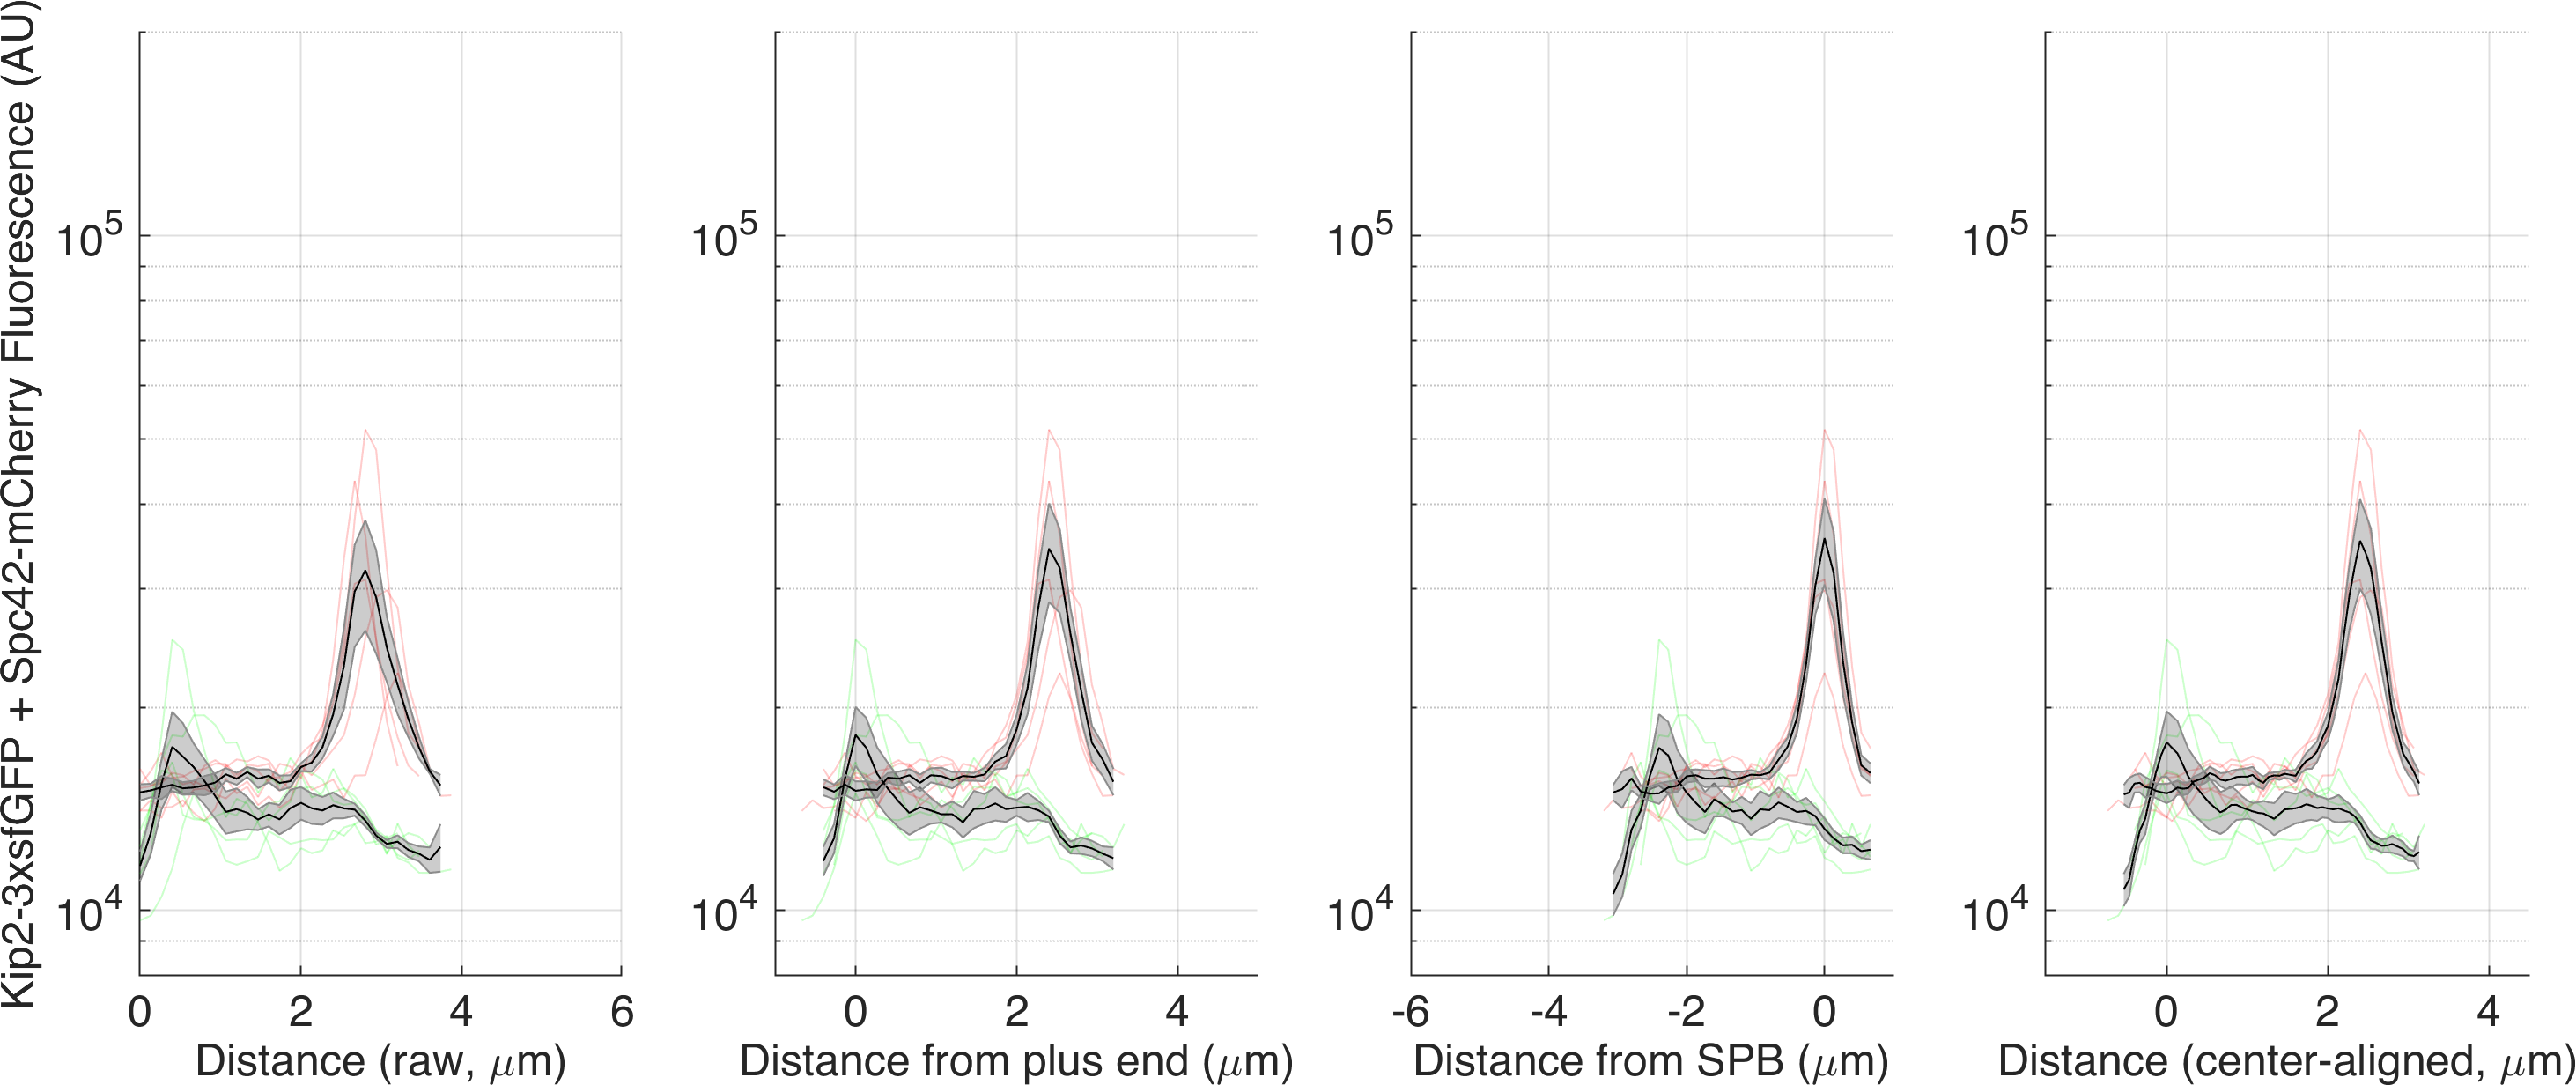 Kip2-3xsfGFP + Spc42-mCherry Fluorescence (AU)
10^5
10^4
0 2 4 6
Distance (raw, μm)
10^5
10^4
0 2 4
Distance from plus end (μm)
10^5
10^4
-6 -4 -2 0
Distance from SPB (μm)
10^5
10^4
0 2 4
Distance (center-aligned, μm)